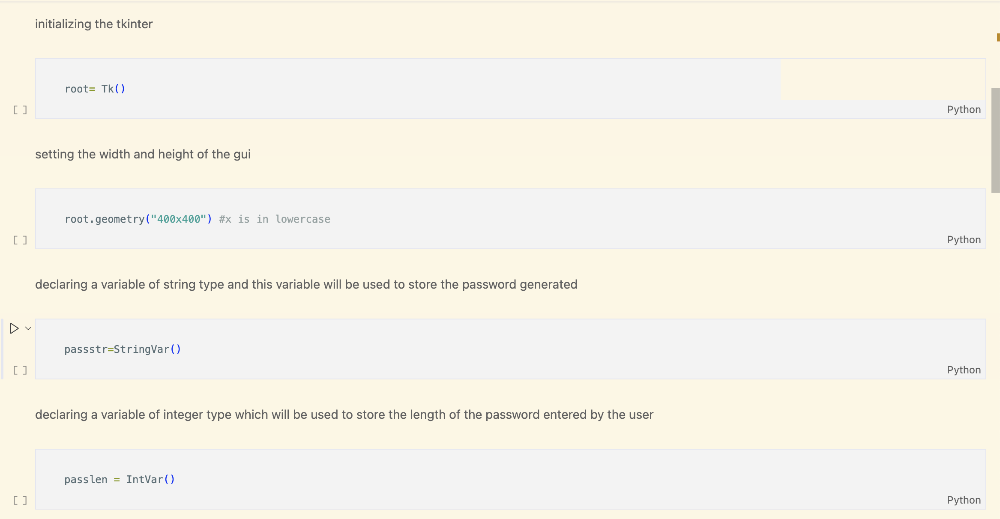 initializing the tkinter
root= Tk()
[ ]
Python
setting the width and height of the gui
root.geometry("400x400") #x is in lowercase
[ ]
Python
declaring a variable of string type and this variable will be used to store the password generated
passstr=StringVar()
[ ]
Python
declaring a variable of integer type which will be used to store the length of the password entered by the user
passlen = IntVar()
[ ]
Python